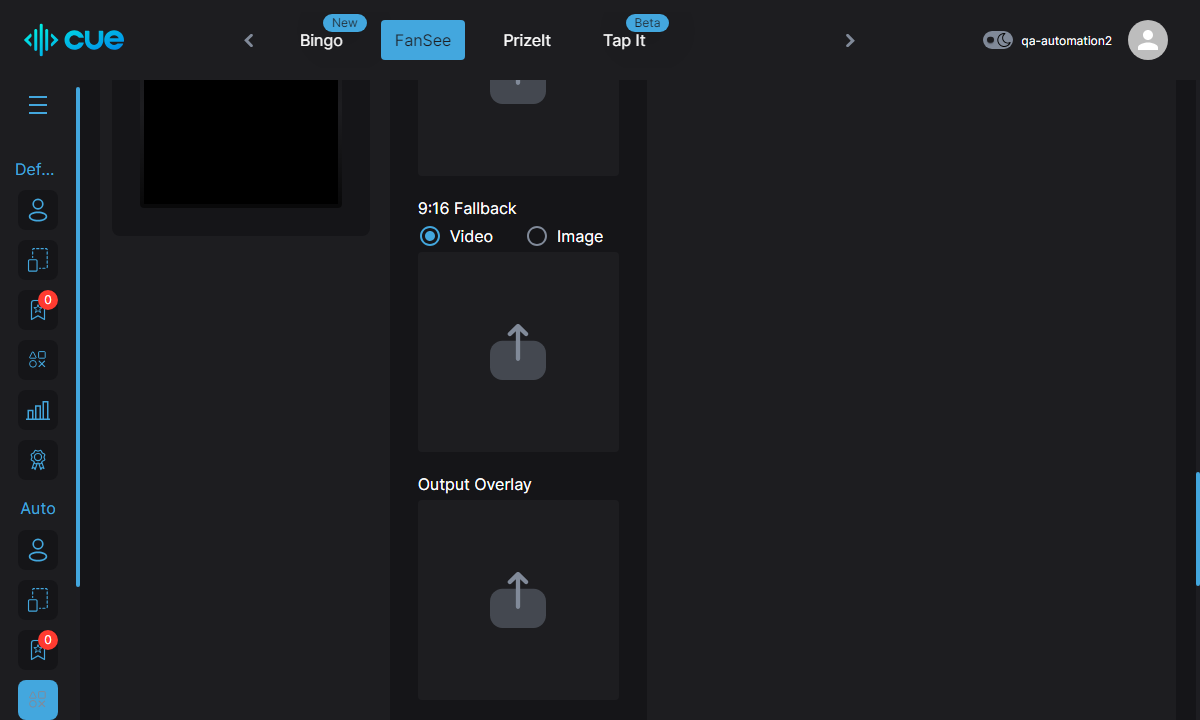 cue
New
Bingo
FanSee
PrizeIt
Beta
Tap It
qa-automation2
Def...
0
Auto
0
9:16 Fallback
Video
Image
Output Overlay